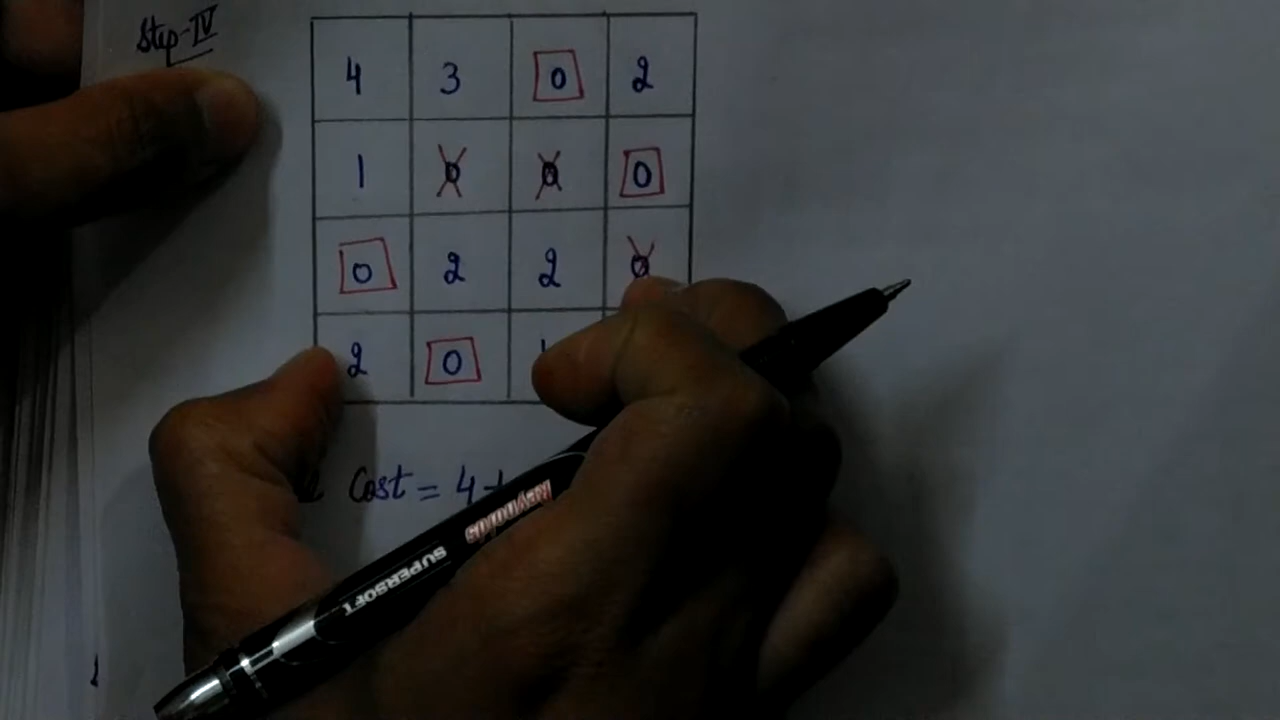 Step-IV
4 3 0 2
1 0 0 0
0 2 2 0
2 0
Cost = 4+
Reynolds
SUPERSOFT